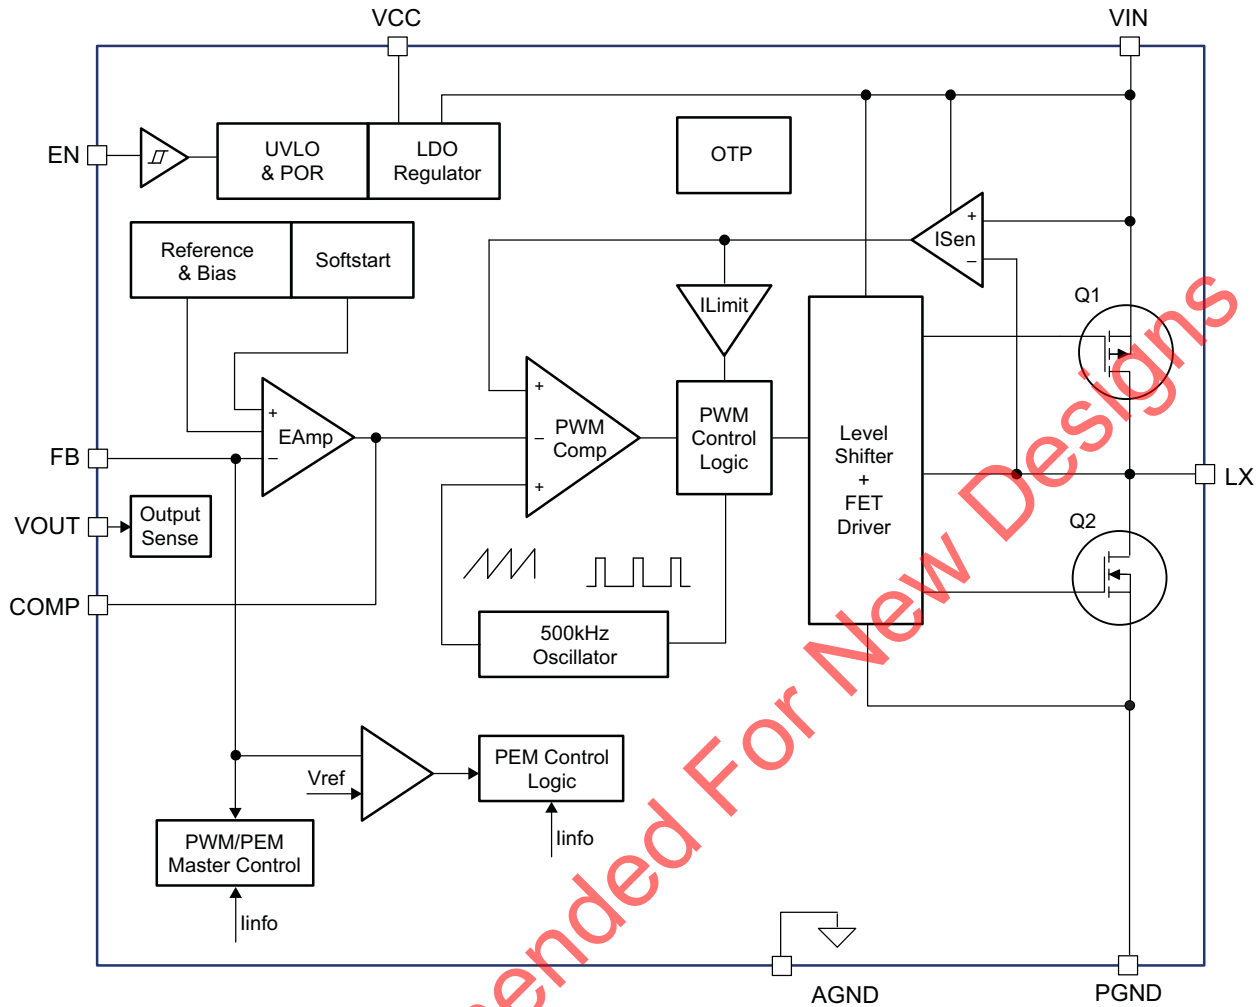 VCC
VIN
EN
UVLO
& POR
LDO
Regulator
OTP
Reference
& Bias
Softstart
+
ISen
−
ILimit
Q1
+
EAmp
−
+
−
PWM
Comp
+
PWM
Control
Logic
Level
Shifter
+
FET
Driver
FB
VOUT
Output
Sense
LX
Q2
COMP
500kHz
Oscillator
Vref
PEM Control
Logic
Iinfo
PWM/PEM
Master Control
Iinfo
AGND
PGND
ended For New Designs